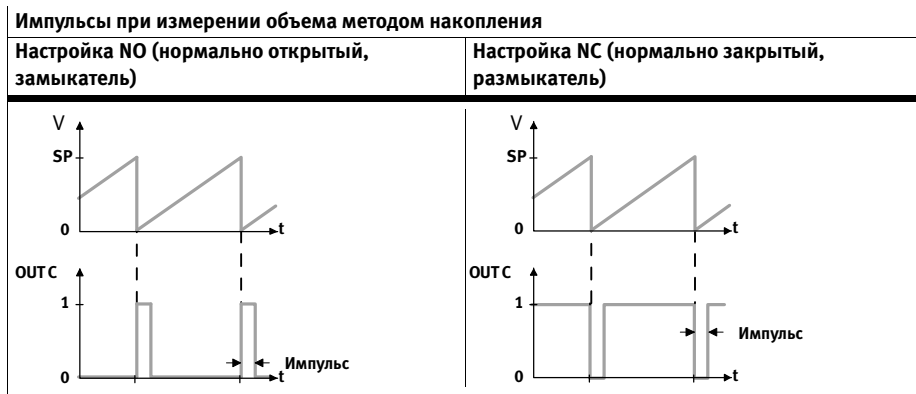 Импульсы при измерении объема методом накопления
Настройка NO (нормально открытый,
замыкатель)
Настройка NC (нормально закрытый,
размыкатель)
V
SP
0
t
OUT C
1
Импульс
0
t
V
SP
0
t
OUT C
1
Импульс
0
t